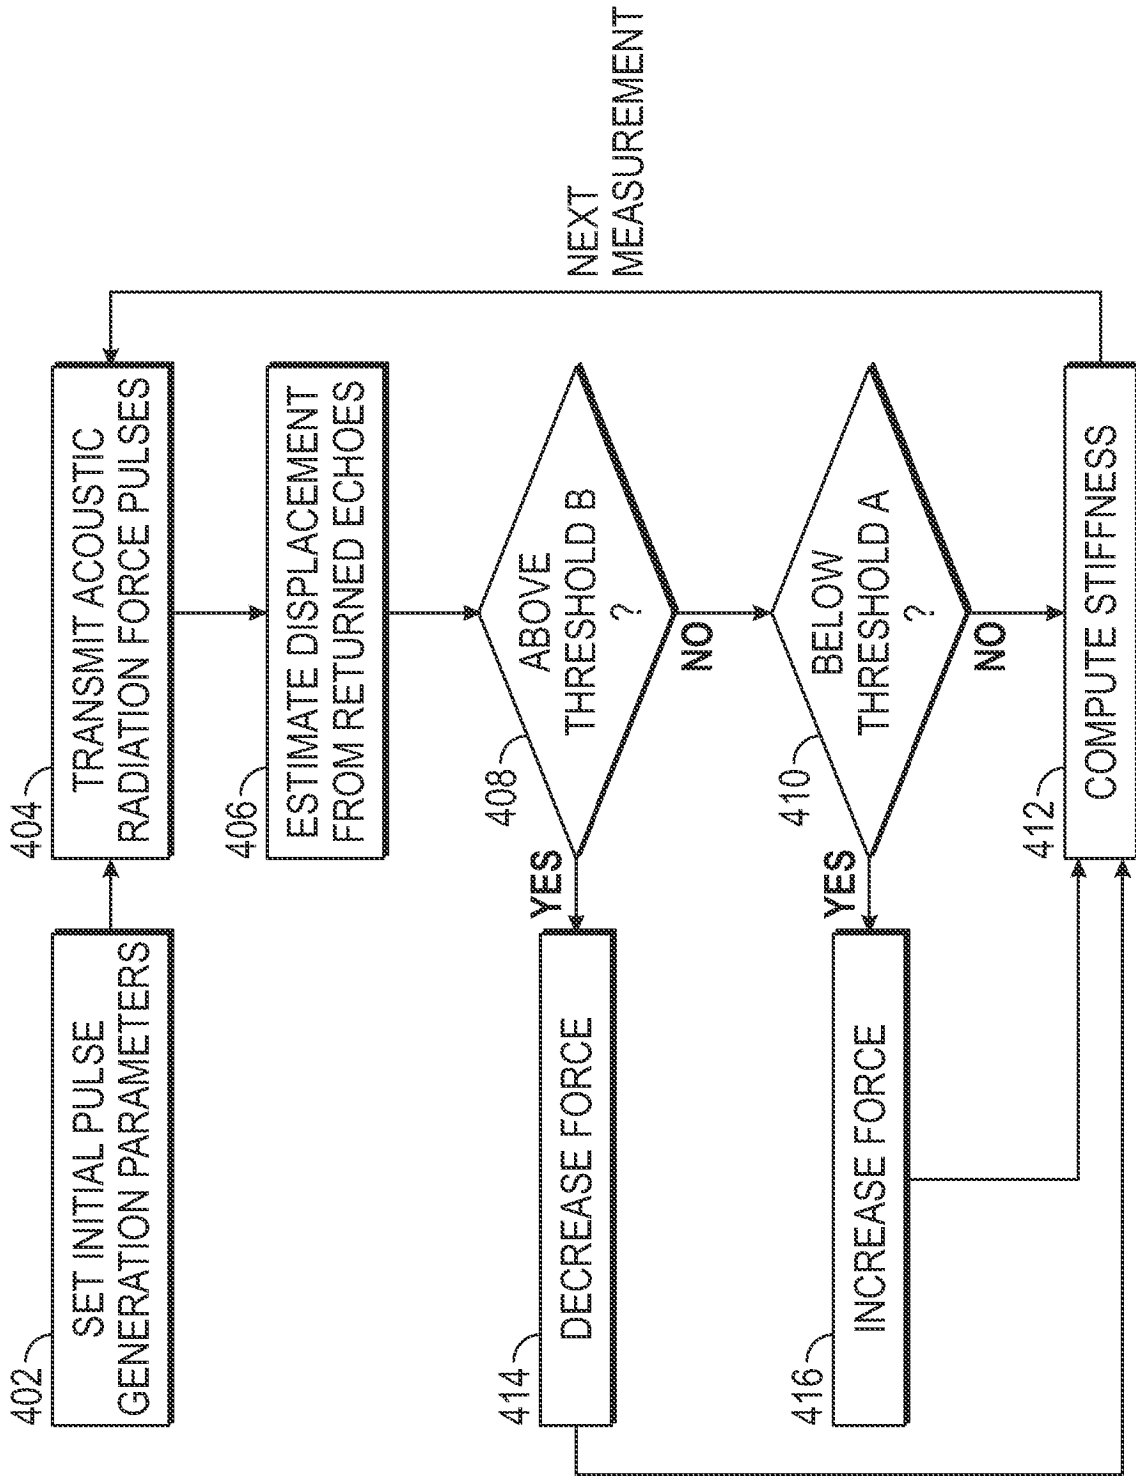 402
SET INITIAL PULSE
GENERATION PARAMETERS
404
TRANSMIT ACOUSTIC
RADIATION FORCE PULSES
406
ESTIMATE DISPLACEMENT
FROM RETURNED ECHOES
408
ABOVE
THRESHOLD B
?
YES
NO
414
DECREASE FORCE
410
BELOW
THRESHOLD A
?
YES
NO
416
INCREASE FORCE
412
COMPUTE STIFFNESS
NEXT
MEASUREMENT